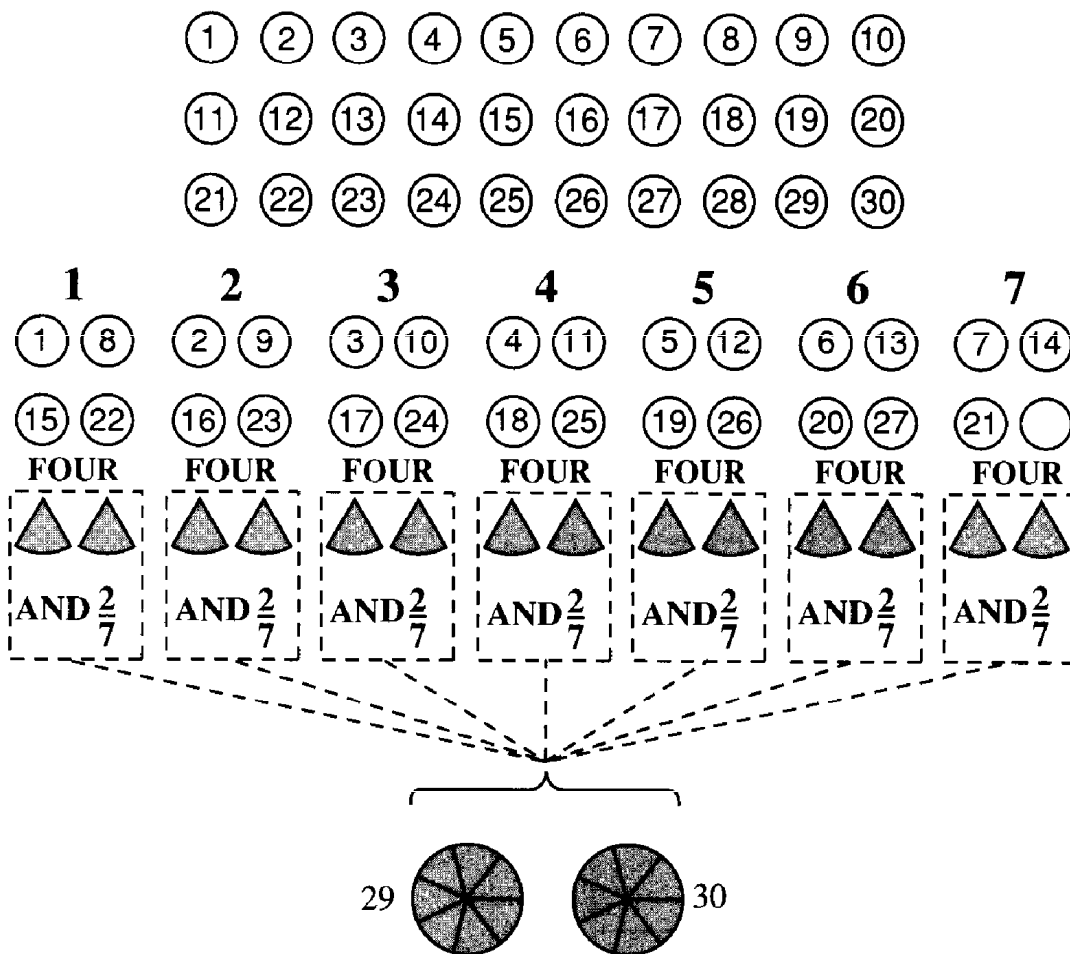 1 2 3 4 5 6 7 8 9 10
11 12 13 14 15 16 17 18 19 20
21 22 23 24 25 26 27 28 29 30
1 2 3 4 5 6 7
1 8 2 9 3 10 4 11 5 12 6 13 7 14
15 22 16 23 17 24 18 25 19 26 20 27 21
FOUR FOUR FOUR FOUR FOUR FOUR FOUR
AND 2/7 AND 2/7 AND 2/7 AND 2/7 AND 2/7 AND 2/7 AND 2/7
29 30